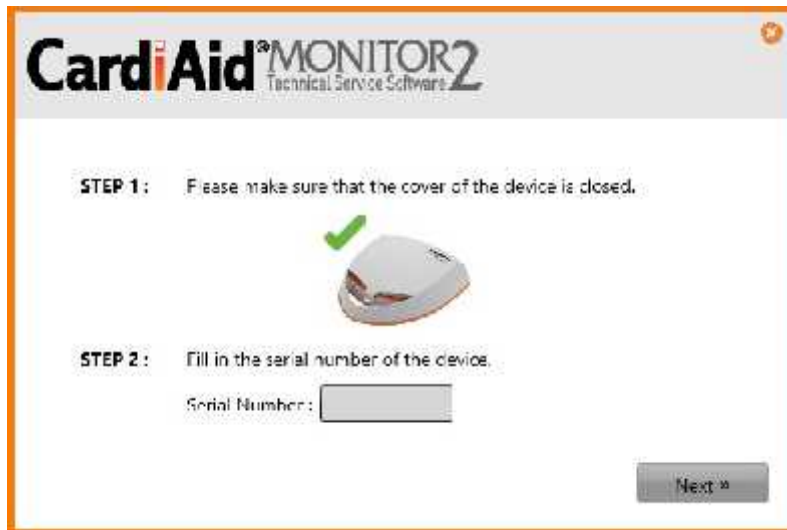 CardiAid® MONITOR2
Technical Service Software
STEP 1 : Please make sure that the cover of the device is closed.
STEP 2 : Fill in the serial number of the device.
Serial Number :
Next »